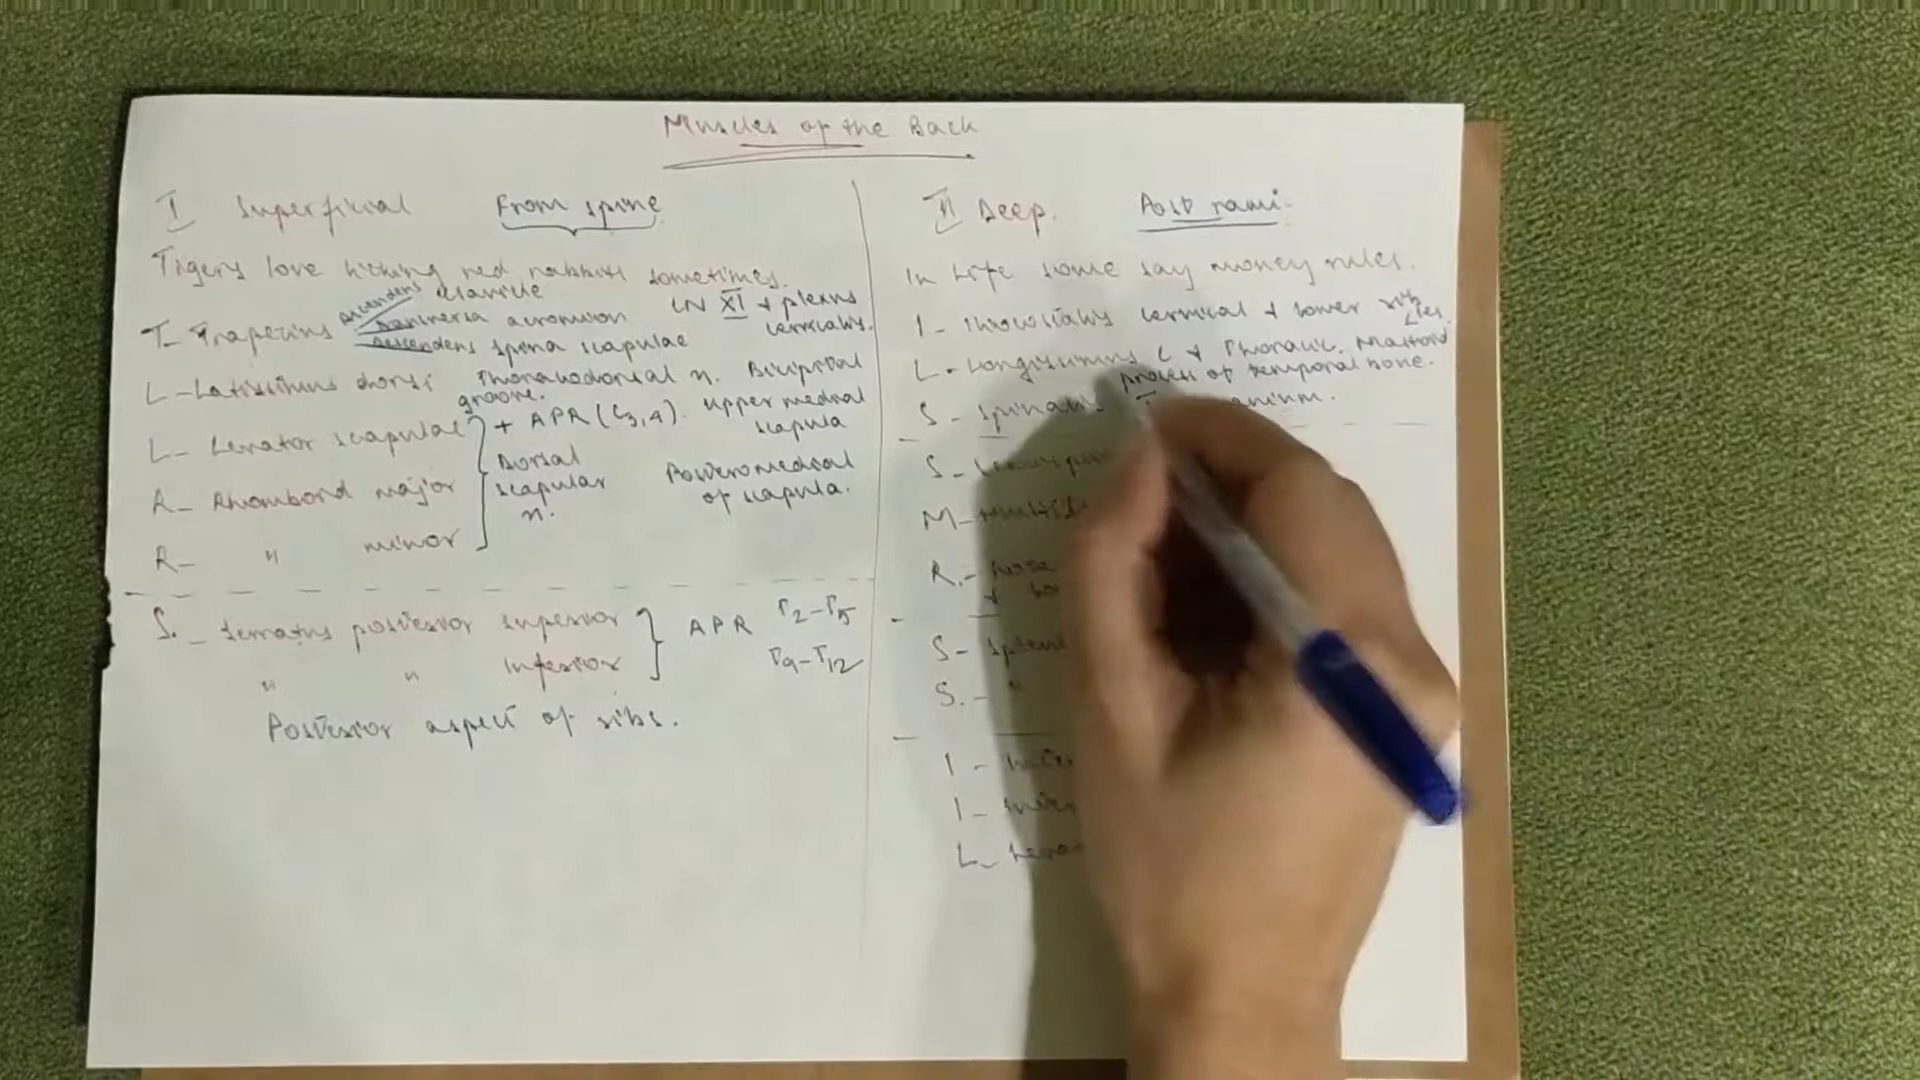 Muscles of the Back
I Superficial From spine
Tigers love kicking red rabbits sometimes.
T- Trapezius Ascendens clavicle CN XI + plexus
Transversa acromion cervicalis.
Descendens spina scapulae
L- Latissimus dorsi Thoracodorsal n. Bicipital
groove.
L- Levator scapulae + APR (C3,4). Upper medial
scapula
R- Rhomboid major Dorsal scapular n. Posteromedial
of scapula.
R- " minor
S. - Serratus posterior superior APR T2-T5
" " Inferior T9-T12
Posterior aspect of ribs.
II Deep. Post rami.
In Life some say money rules.
I - Iliocostalis cervical + lower ribs
L - Longissimus C + Thoracic. Mastoid
process of temporal bone.
S - Spinalis
S -
M -
R. -
S -
S. - "
I -
I -
L -